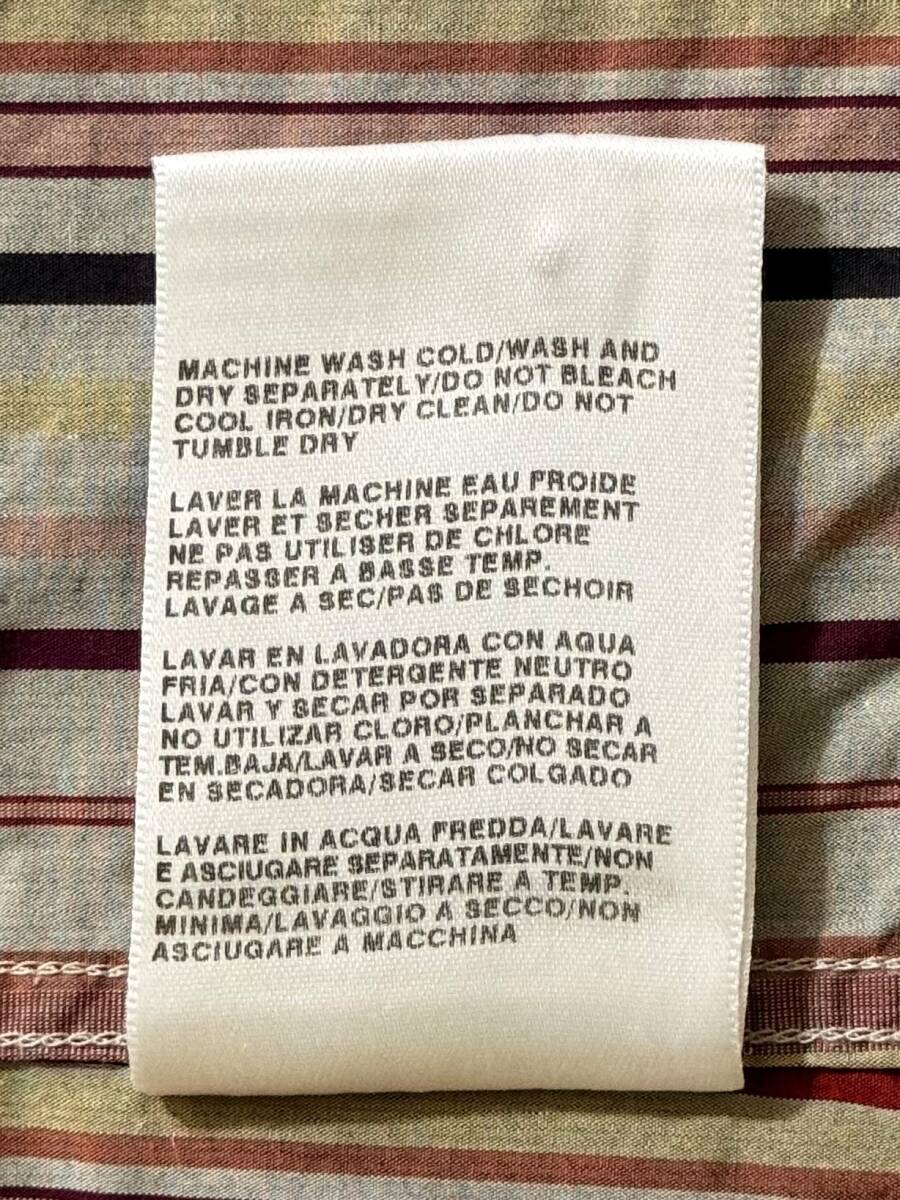 MACHINE WASH COLD/WASH AND
DRY SEPARATELY/DO NOT BLEACH
COOL IRON/DRY CLEAN/DO NOT
TUMBLE DRY
LAVER LA MACHINE EAU FROIDE
LAVER ET SECHER SEPAREMENT
NE PAS UTILISER DE CHLORE
REPASSER A BASSE TEMP.
LAVAGE A SEC/PAS DE SECHOIR
LAVAR EN LAVADORA CON AQUA
FRIA/CON DETERGENTE NEUTRO
LAVAR Y SECAR POR SEPARADO
NO UTILIZAR CLORO/PLANCHAR A
TEM.BAJA/LAVAR A SECO/NO SECAR
EN SECADORA/SECAR COLGADO
LAVARE IN ACQUA FREDDA/LAVARE
E ASCIUGARE SEPARATAMENTE/NON
CANDEGGIARE/STIRARE A TEMP.
MINIMA/LAVAGGIO A SECCO/NON
ASCIUGARE A MACCHINA